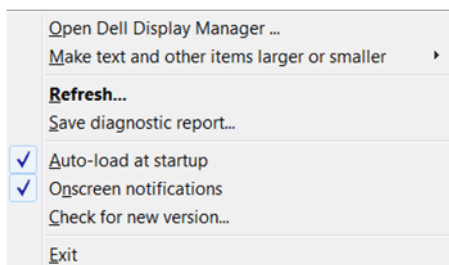 Open Dell Display Manager ...
Make text and other items larger or smaller
Refresh...
Save diagnostic report...
Auto-load at startup
Onscreen notifications
Check for new version...
Exit